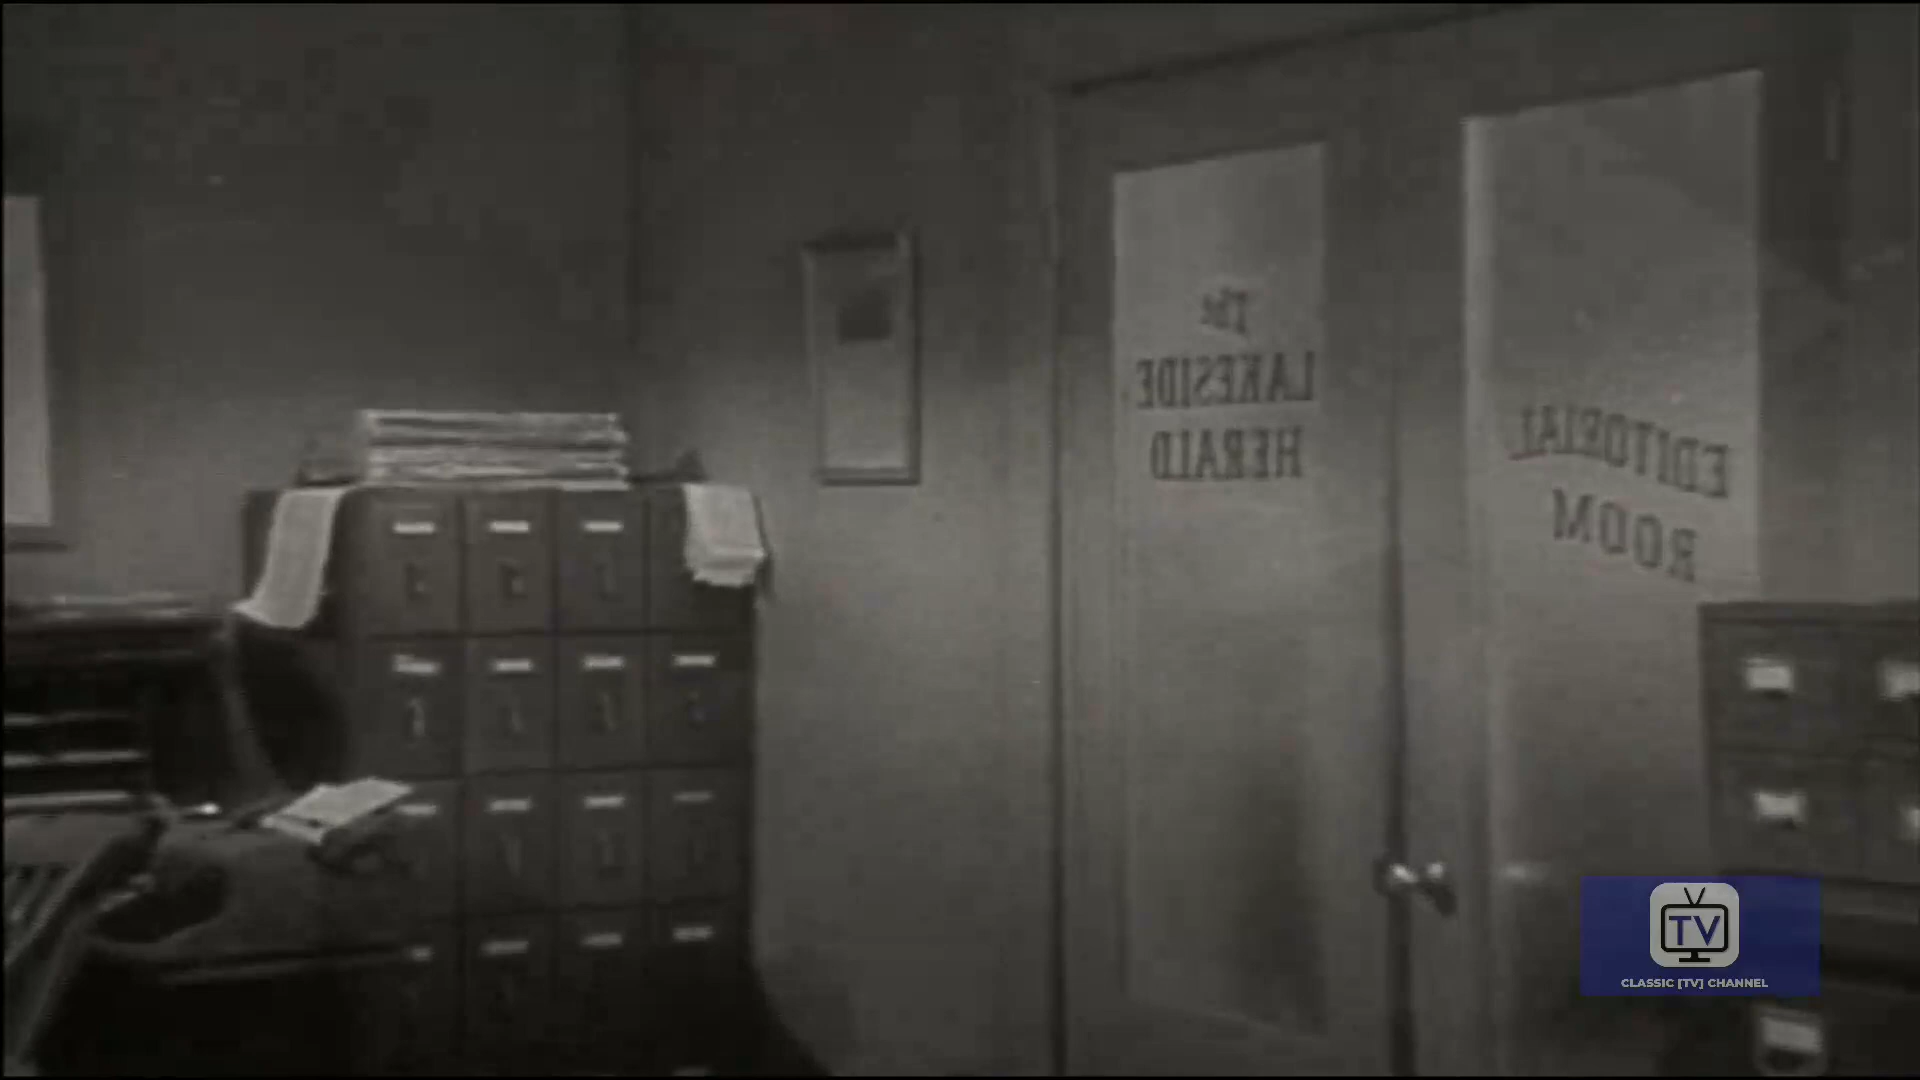 The
LAKESIDE
HERALD
EDITORIAL
ROOM
TV
CLASSIC [TV] CHANNEL